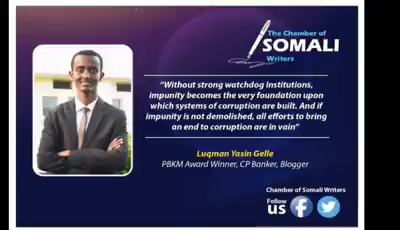 The Chamber of
SOMALI
Writers
“Without strong watchdog institutions,
impunity becomes the very foundation upon
which systems of corruption are built. And if
impunity is not demolished, all efforts to bring
an end to corruption are in vain”
Luqman Yasin Gelle
PBKM Award Winner, CP Banker, Blogger
Chamber of Somali Writers
Follow
us